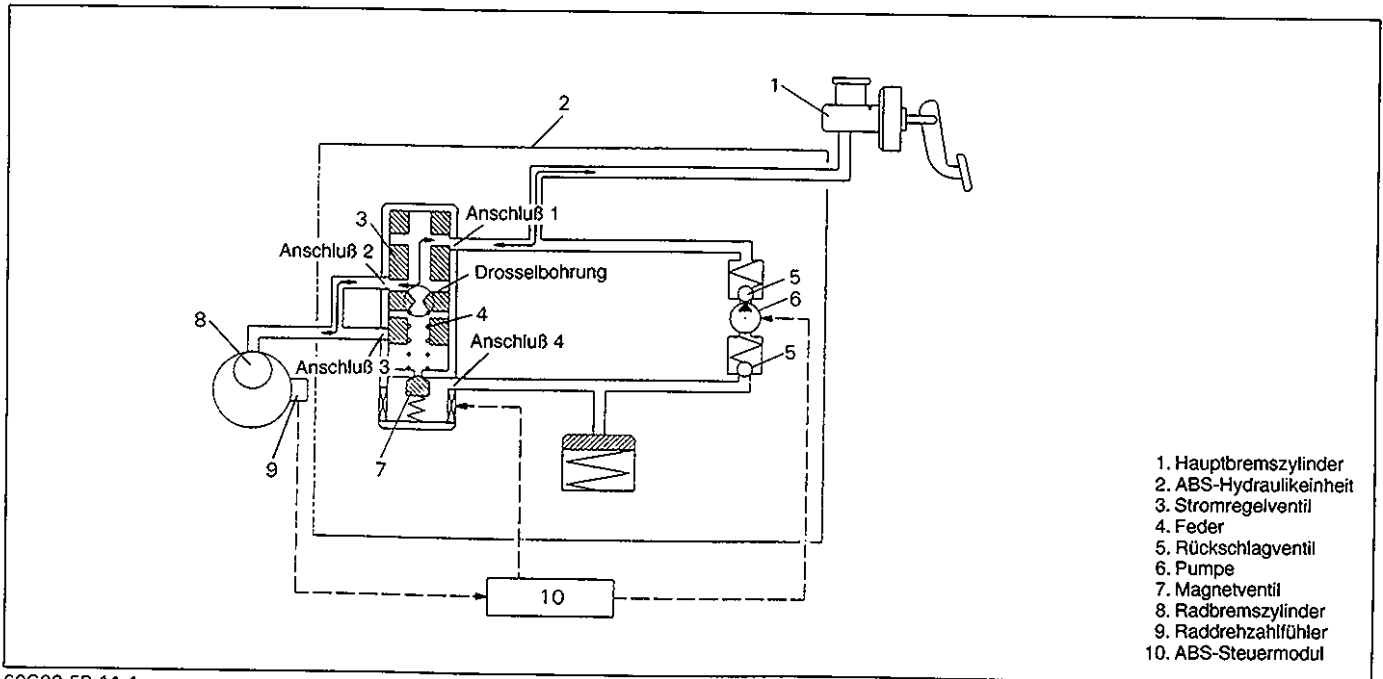 1
2
3
Anschluß 1
Anschluß 2
Drosselbohrung
5
6
4
8
Anschluß 4
5
Anschluß 3
9
7
10
1. Hauptbremszylinder
2. ABS-Hydraulikeinheit
3. Stromregelventil
4. Feder
5. Rückschlagventil
6. Pumpe
7. Magnetventil
8. Radbremszylinder
9. Raddrehzahlfühler
10. ABS-Steuermodul